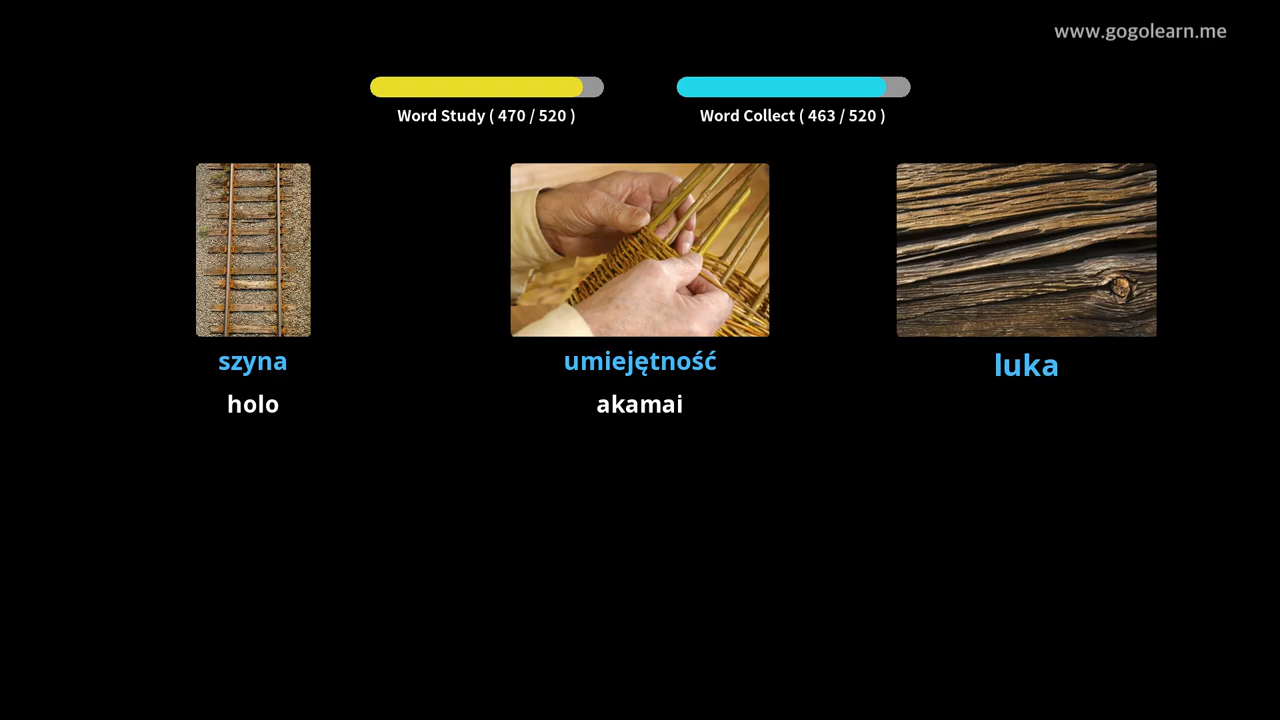 www.gogolearn.me
Word Study ( 470 / 520 )
Word Collect ( 463 / 520 )
szyna
umiejętność
luka
holo
akamai